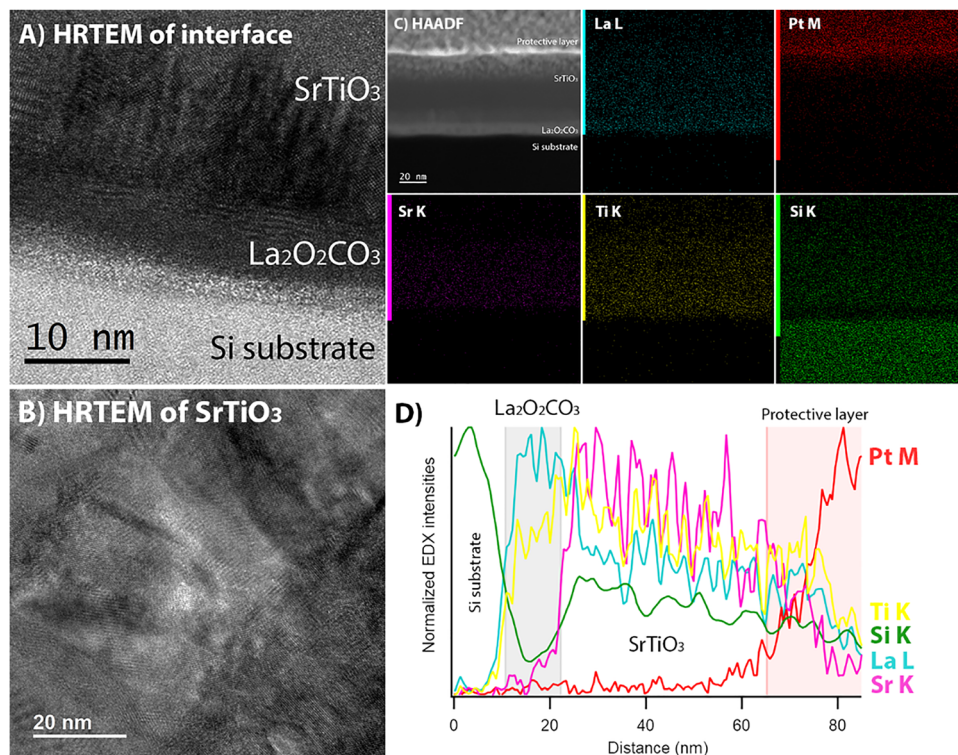 A) HRTEM of interface
SrTiO₃
La₂O₂CO₃
10 nm
Si substrate
C) HAADF
Protective layer
SrTiO₃
La₂O₂CO₃
Si substrate
20 nm
La L
Pt M
Sr K
Ti K
Si K
B) HRTEM of SrTiO₃
20 nm
D)
La₂O₂CO₃
Protective layer
Pt M
Normalized EDX intensities
Si substrate
SrTiO₃
Ti K
Si K
La L
Sr K
0 20 40 60 80
Distance (nm)